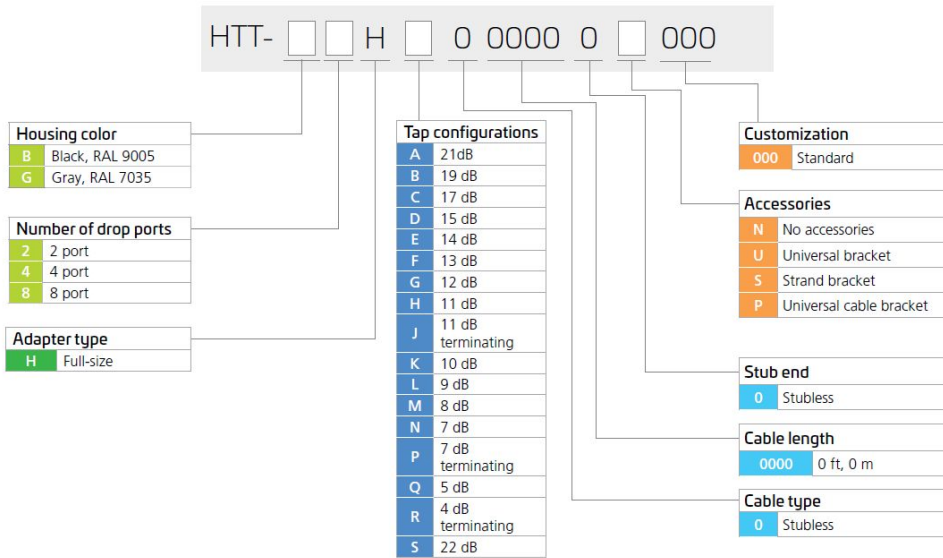 HTT- H 0 0000 0 000
Housing color
B Black, RAL 9005
G Gray, RAL 7035
Number of drop ports
2 2 port
4 4 port
8 8 port
Adapter type
H Full-size
Tap configurations
A 21dB
B 19 dB
C 17 dB
D 15 dB
E 14 dB
F 13 dB
G 12 dB
H 11 dB
J 11 dB
terminating
K 10 dB
L 9 dB
M 8 dB
N 7 dB
P 7 dB
terminating
Q 5 dB
R 4 dB
terminating
S 22 dB
Customization
000 Standard
Accessories
N No accessories
U Universal bracket
S Strand bracket
P Universal cable bracket
Stub end
0 Stubless
Cable length
0000 0 ft, 0 m
Cable type
0 Stubless